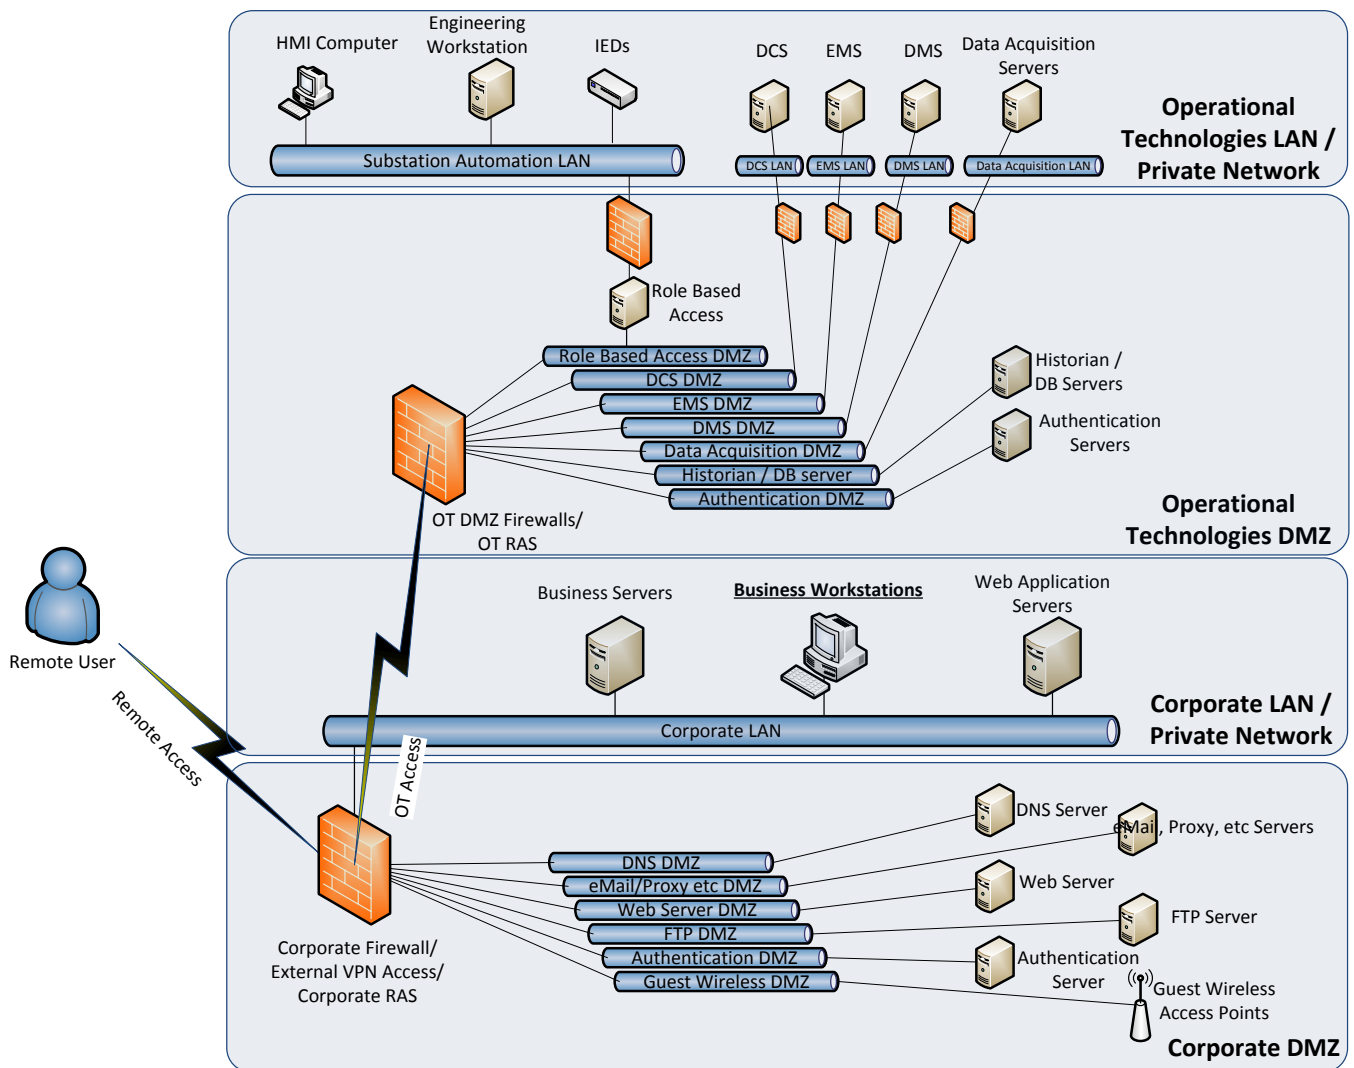 HMI Computer
Engineering
Workstation
IEDs
DCS
EMS
DMS
Data Acquisition
Servers
Operational
Technologies LAN /
Private Network
Substation Automation LAN
DCS LAN
EMS LAN
DMS LAN
Data Acquisition LAN
Role Based
Access
Role Based Access DMZ
DCS DMZ
EMS DMZ
DMS DMZ
Data Acquisition DMZ
Historian / DB server
Authentication DMZ
Historian /
DB Servers
Authentication
Servers
OT DMZ Firewalls/
OT RAS
Operational
Technologies DMZ
Remote User
Remote Access
OT Access
Business Servers
Business Workstations
Web Application
Servers
Corporate LAN
Corporate LAN /
Private Network
Corporate Firewall/
External VPN Access/
Corporate RAS
DNS DMZ
eMail/Proxy etc DMZ
Web Server DMZ
FTP DMZ
Authentication DMZ
Guest Wireless DMZ
DNS Server
eMail, Proxy, etc Servers
Web Server
FTP Server
Authentication
Server
Guest Wireless
Access Points
Corporate DMZ